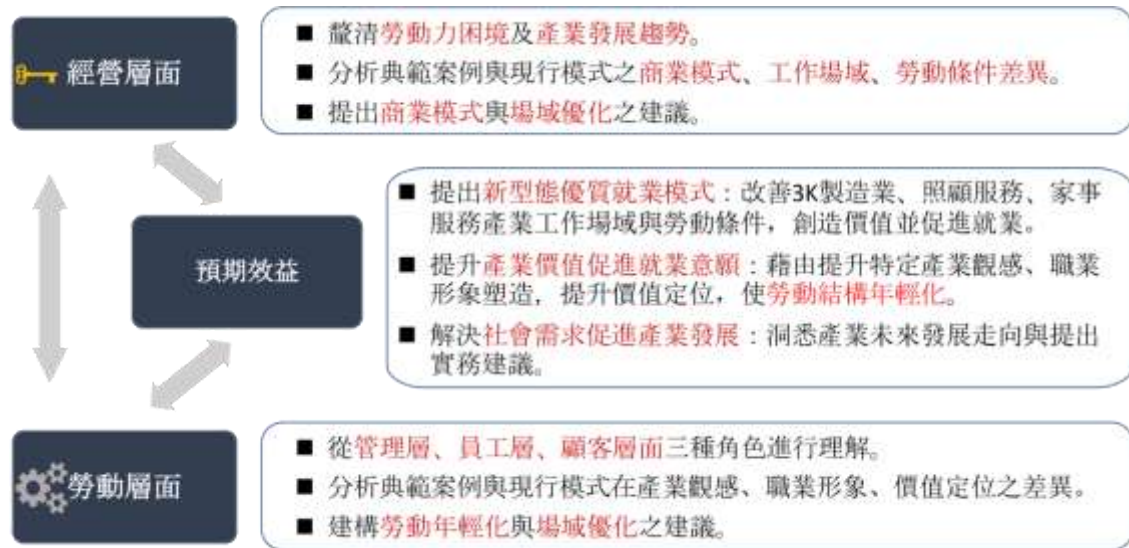 經營層面
■ 釐清勞動力困境及產業發展趨勢。
■ 分析典範案例與現行模式之商業模式、工作場域、勞動條件差異。
■ 提出商業模式與場域優化之建議。
預期效益
■ 提出新型態優質就業模式：改善3K製造業、照顧服務、家事
服務產業工作場域與勞動條件，創造價值並促進就業。
■ 提升產業價值促進就業意願：藉由提升特定產業觀感、職業
形象塑造，提升價值定位，使勞動結構年輕化。
■ 解決社會需求促進產業發展：洞悉產業未來發展走向與提出
實務建議。
勞動層面
■ 從管理層、員工層、顧客層面三種角色進行理解。
■ 分析典範案例與現行模式在產業觀感、職業形象、價值定位之差異。
■ 建構勞動年輕化與場域優化之建議。